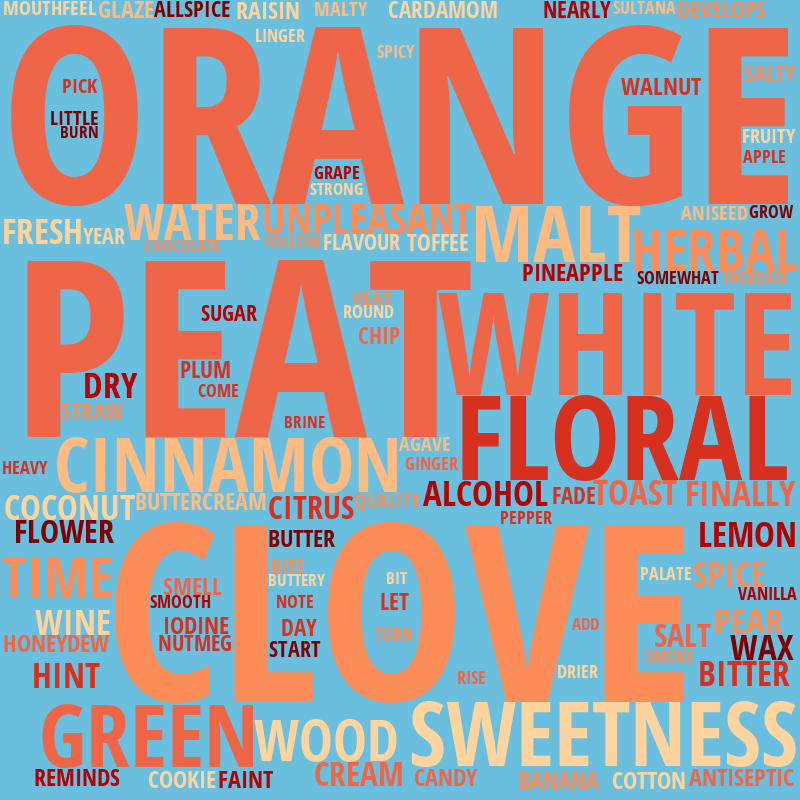 MOUTHFEEL GLAZE ALLSPICE RAISIN MALTY CARDAMOM NEARLY SULTANA DEVELOPS
LINGER SPICY
ORANGE
PICK WALNUT SALTY
LITTLE
BURN FRUITY
APPLE
GRAPE
STRONG
FRESH YEAR WATER UNPLEASANT MALT ANISEED GROW
CHOCOLATE FOLLOW FLAVOUR TOFFEE HERBAL
PINEAPPLE SOMEWHAT INCREASE
PEAT WHITE
SUGAR HEAT
ROUND
CHIP
PLUM
DRY COME
STRAW
BRINE
FLORAL
HEAVY CINNAMON AGAVE
GINGER
COCONUT BUTTERCREAM CITRUS QUALITY ALCOHOL FADE TOAST FINALLY
PEPPER
FLOWER BUTTER LEMON
CLOVE
TIME SMELL BITE
BUTTERY BIT PALATE SPICE
SMOOTH NOTE LET VANILLA
WINE IODINE DAY TURN ADD PEAR
HONEYDEW NUTMEG START SALT WAX
SMOKE
HINT RISE DRIER BITTER
GREEN WOOD SWEETNESS
REMINDS COOKIE FAINT CREAM CANDY BANANA COTTON ANTISEPTIC